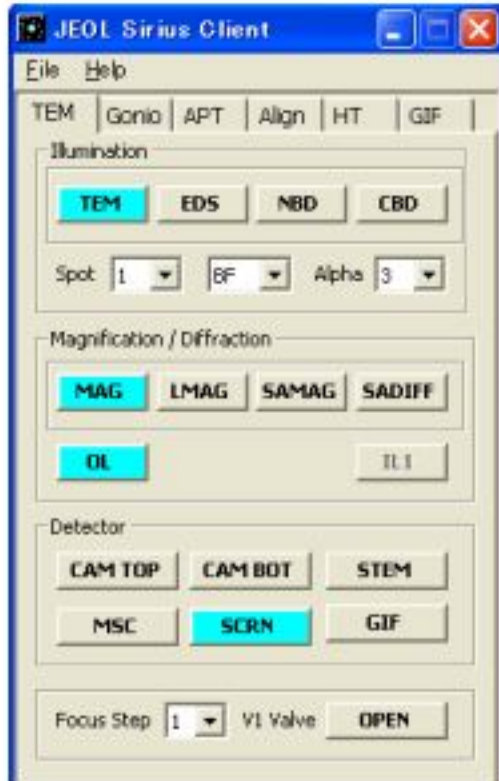 JEOL Sirius Client
File Help
TEM Gonio APT Align HT GIF
Illumination
TEM EDS NBD CBD
Spot 1 BF Alpha 3
Magnification / Diffraction
MAG LMAG SAMAG SADIFF
OL IL1
Detector
CAM TOP CAM BOT STEM
MSC SCRN GIF
Focus Step 1 V1 Valve OPEN